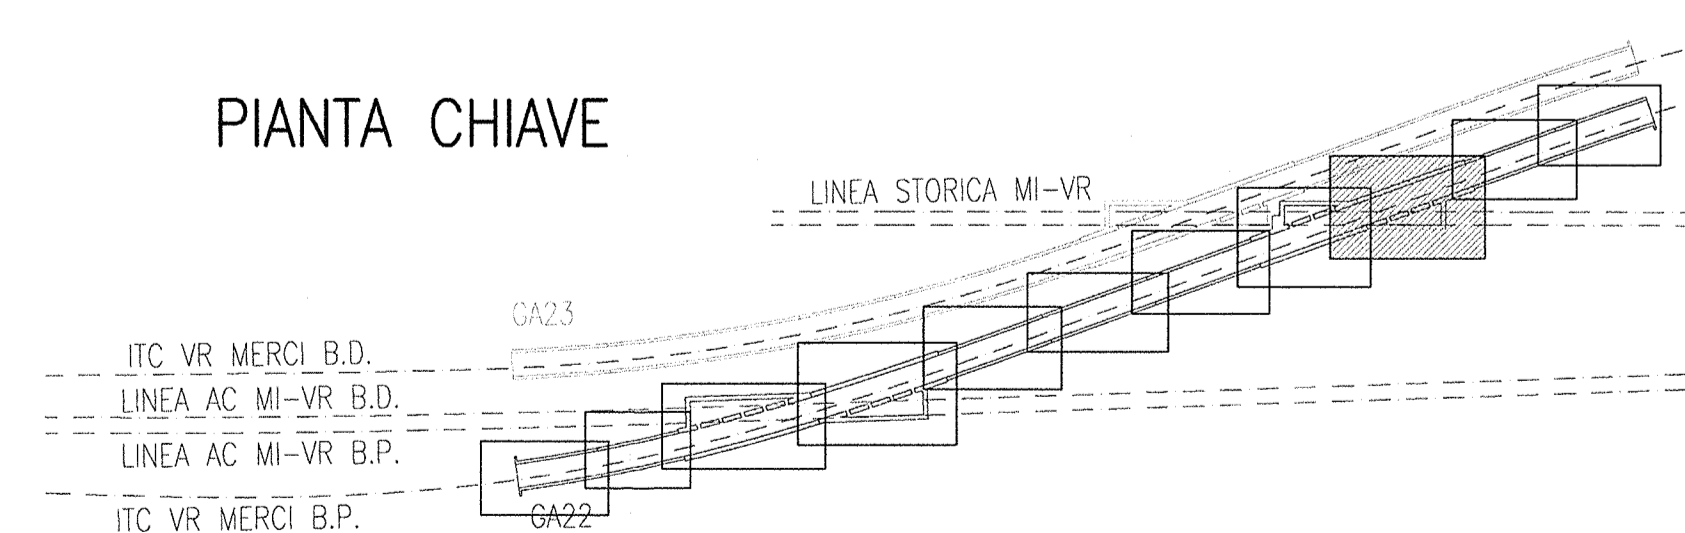 PIANTA CHIAVE
LINEA STORICA MI-VR
GA23
ITC VR MERCI B.D.
LINEA AC MI-VR B.D.
LINEA AC MI-VR B.P.
ITC VR MERCI B.P.
GA22